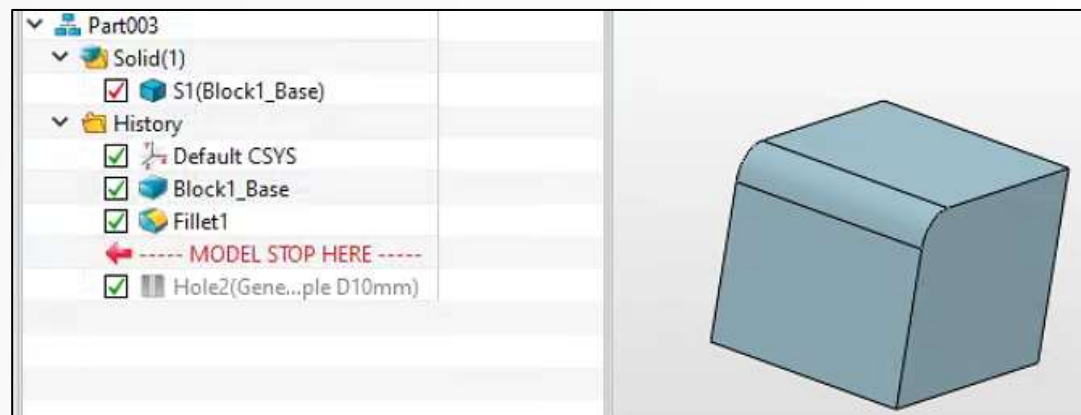 Part003
Solid(1)
S1(Block1_Base)
History
Default CSYS
Block1_Base
Fillet1
----- MODEL STOP HERE -----
Hole2(Gene...ple D10mm)